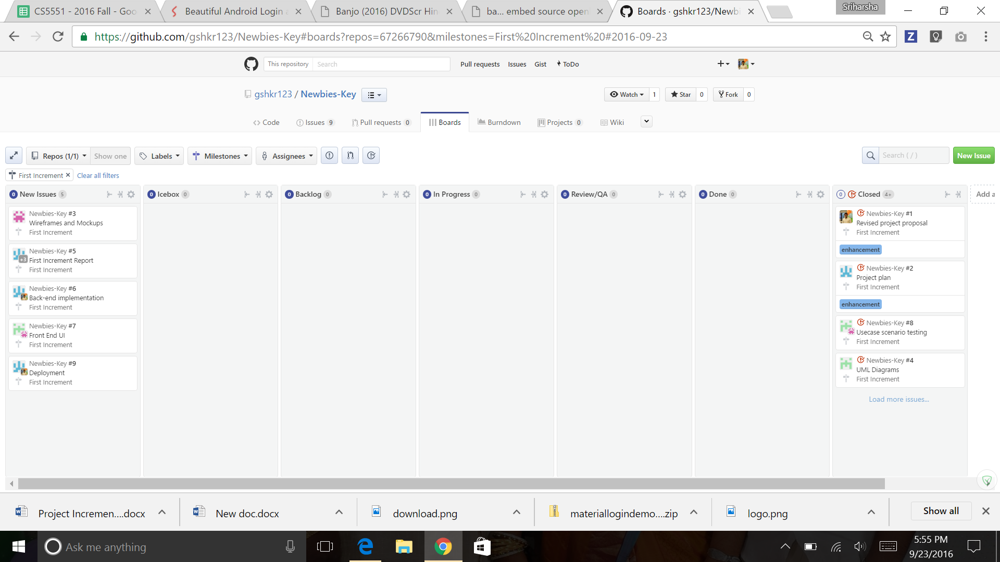 CS5551 - 2016 Fall - Goo
Beautiful Android Login a
Banjo (2016) DVDScr Hin
ba... embed source open
Boards · gshkr123/Newbi
Sriharsha
https://github.com/gshkr123/Newbies-Key#boards?repos=67266790&milestones=First%20Increment%20#2016-09-23
Z
This repository
Search
Pull requests
Issues
Gist
ToDo
gshkr123 / Newbies-Key
Watch 1
Star 0
Fork 0
Code
Issues 9
Pull requests 0
Boards
Burndown
Projects 0
Wiki
Repos (1/1)
Show one
Labels
Milestones
Assignees
Search ( / )
New Issue
First Increment
Clear all filters
0 New Issues 5
Newbies-Key #3
Wireframes and Mockups
First Increment
Newbies-Key #5
+3
First Increment Report
First Increment
Newbies-Key #6
Back-end implementation
First Increment
Newbies-Key #7
Front End UI
First Increment
Newbies-Key #9
Deployment
First Increment
0 Icebox 0
0 Backlog 0
0 In Progress 0
0 Review/QA 0
0 Done 0
0 Closed 4+
Newbies-Key #1
Revised project proposal
First Increment
enhancement
Newbies-Key #2
Project plan
First Increment
enhancement
Newbies-Key #8
Usecase scenario testing
First Increment
Newbies-Key #4
UML Diagrams
First Increment
Load more issues...
Add a
Project Incremen....docx
New doc.docx
download.png
materiallogindemo....zip
logo.png
Show all
Ask me anything
5:55 PM
9/23/2016